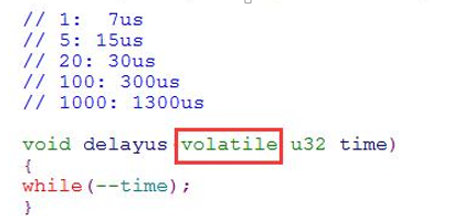 // 1:  7us
// 5: 15us
// 20: 30us
// 100: 300us
// 1000: 1300us
void delayus(volatile u32 time)
{
while(--time);
}